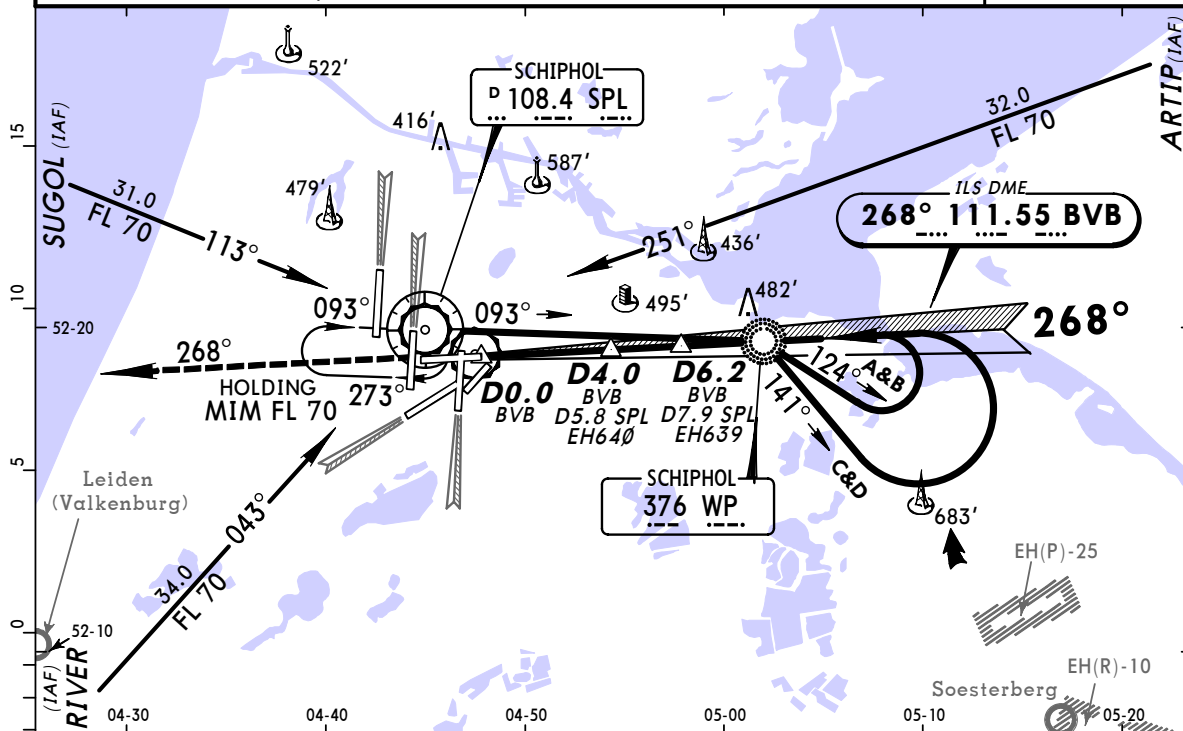 522'
SCHIPHOL
D 108.4 SPL
416'
587'
479'
15
SUGOL (IAF)
31.0
FL 70
113°
32.0
FL 70
ARTIP (IAF)
251°
436'
ILS DME
268° 111.55 BVB
495'
482'
10
52-20
093°
093°
268°
268°
HOLDING
MIM FL 70
273°
D0.0
BVB
D4.0
BVB
D5.8 SPL
EH64Ø
D6.2
BVB
D7.9 SPL
EH639
124°
A&B
141°
C&D
5
Leiden
(Valkenburg)
SCHIPHOL
376 WP
683'
043°
34.0
FL 70
EH(P)-25
0
52-10
RIVER (IAF)
Soesterberg
EH(R)-10
04-30
04-40
04-50
05-00
05-10
05-20